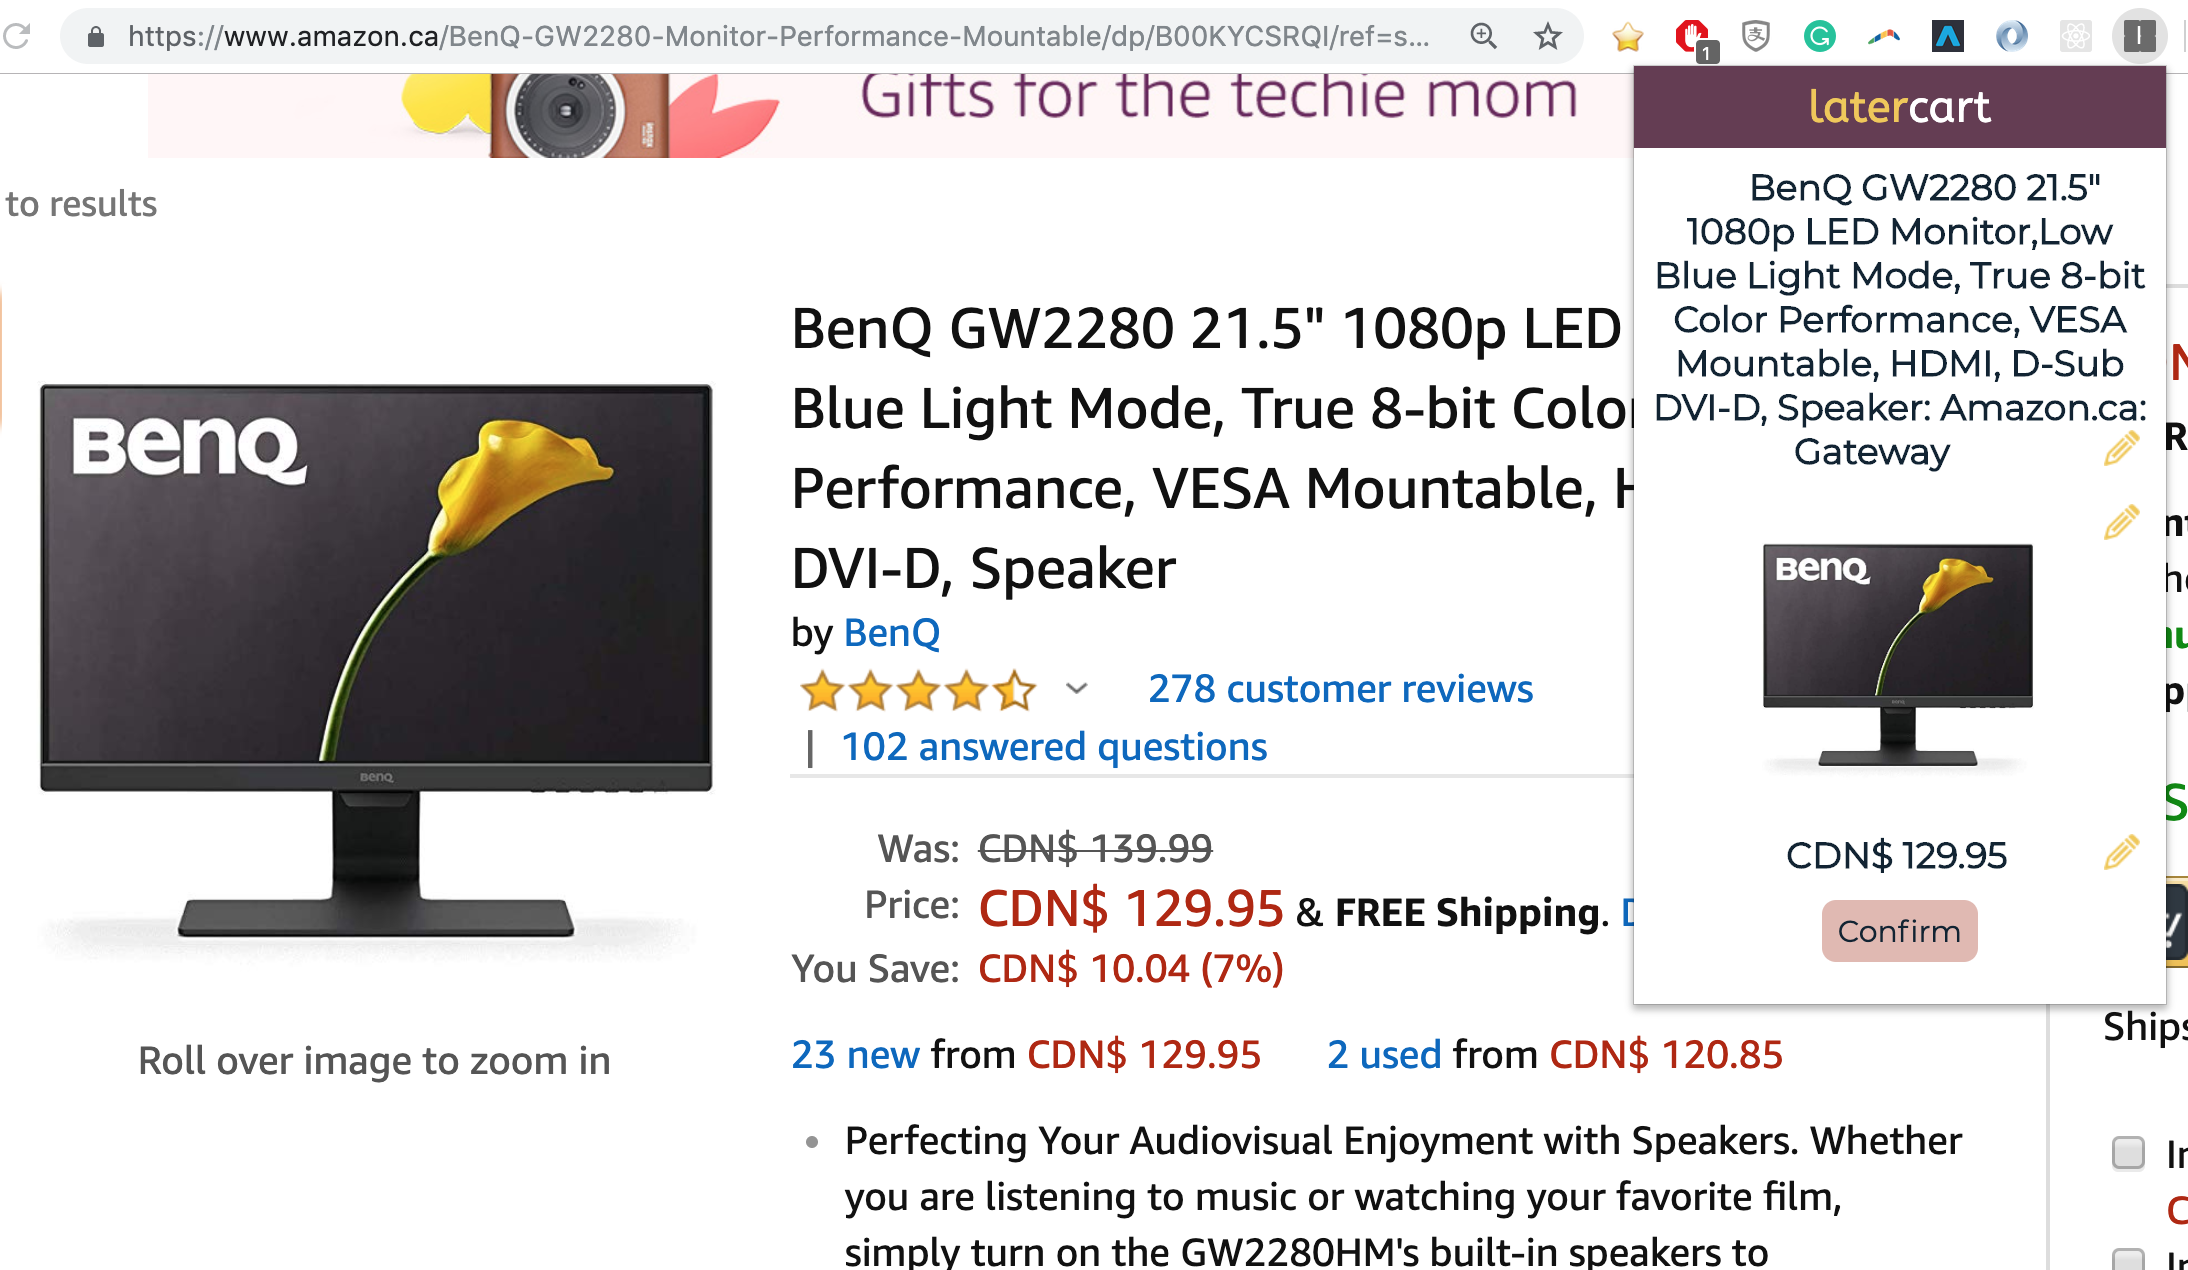 https://www.amazon.ca/BenQ-GW2280-Monitor-Performance-Mountable/dp/B00KYCSRQI/ref=s...
1
Gifts for the techie mom
to results
BenQ GW2280 21.5" 1080p LED
Blue Light Mode, True 8-bit Color
Performance, VESA Mountable, H
DVI-D, Speaker
by BenQ
278 customer reviews
| 102 answered questions
Was: CDN$ 139.99
Price: CDN$ 129.95 & FREE Shipping. D
You Save: CDN$ 10.04 (7%)
23 new from CDN$ 129.95 2 used from CDN$ 120.85
• Perfecting Your Audiovisual Enjoyment with Speakers. Whether
you are listening to music or watching your favorite film,
simply turn on the GW2280HM's built-in speakers to
BenQ
BenQ
Roll over image to zoom in
latercart
BenQ GW2280 21.5"
1080p LED Monitor,Low
Blue Light Mode, True 8-bit
Color Performance, VESA
Mountable, HDMI, D-Sub
DVI-D, Speaker: Amazon.ca:
Gateway
BenQ
CDN$ 129.95
Confirm
Ships